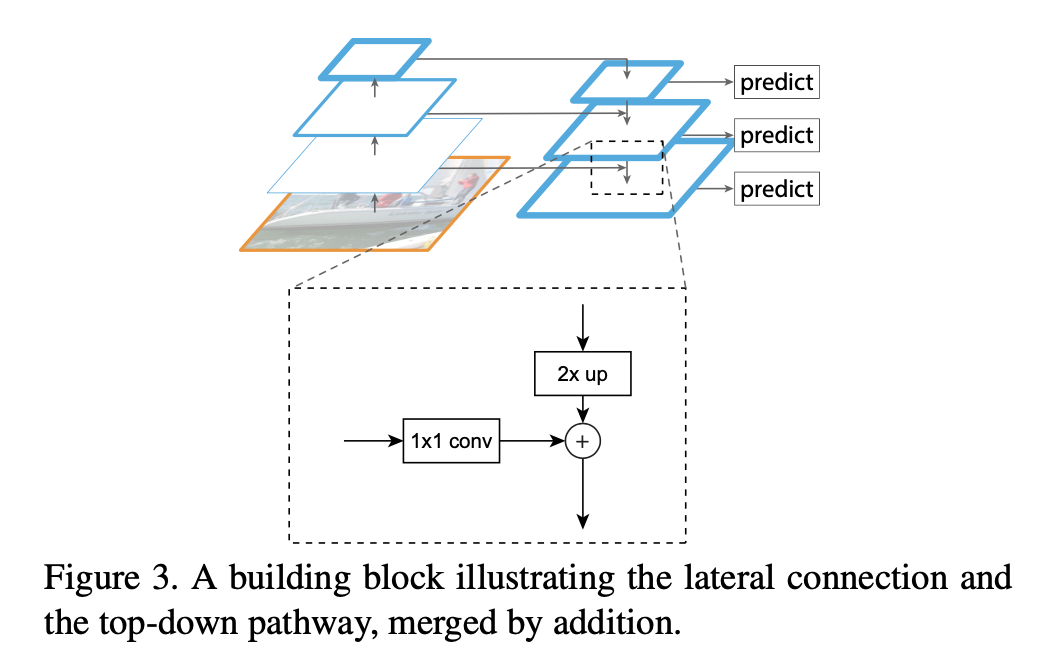 predict
predict
predict
2x up
1x1 conv
+
Figure 3. A building block illustrating the lateral connection and
the top-down pathway, merged by addition.